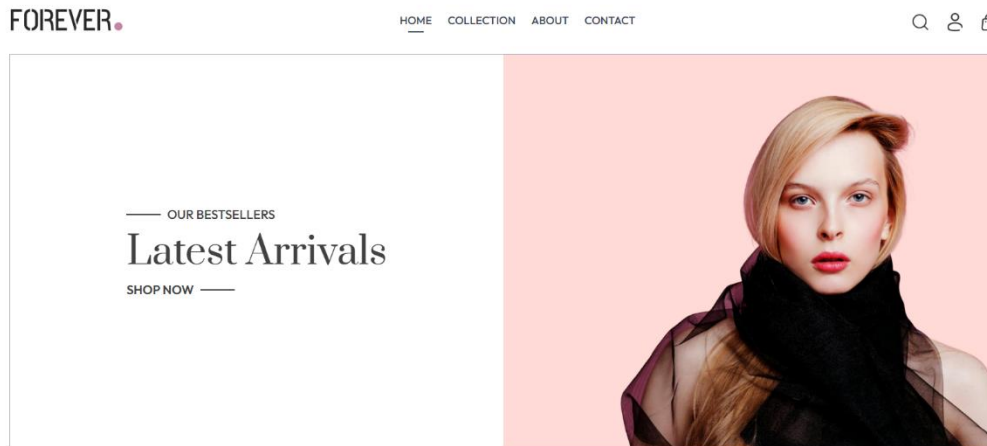 FOREVER.
HOME COLLECTION ABOUT CONTACT
OUR BESTSELLERS
Latest Arrivals
SHOP NOW